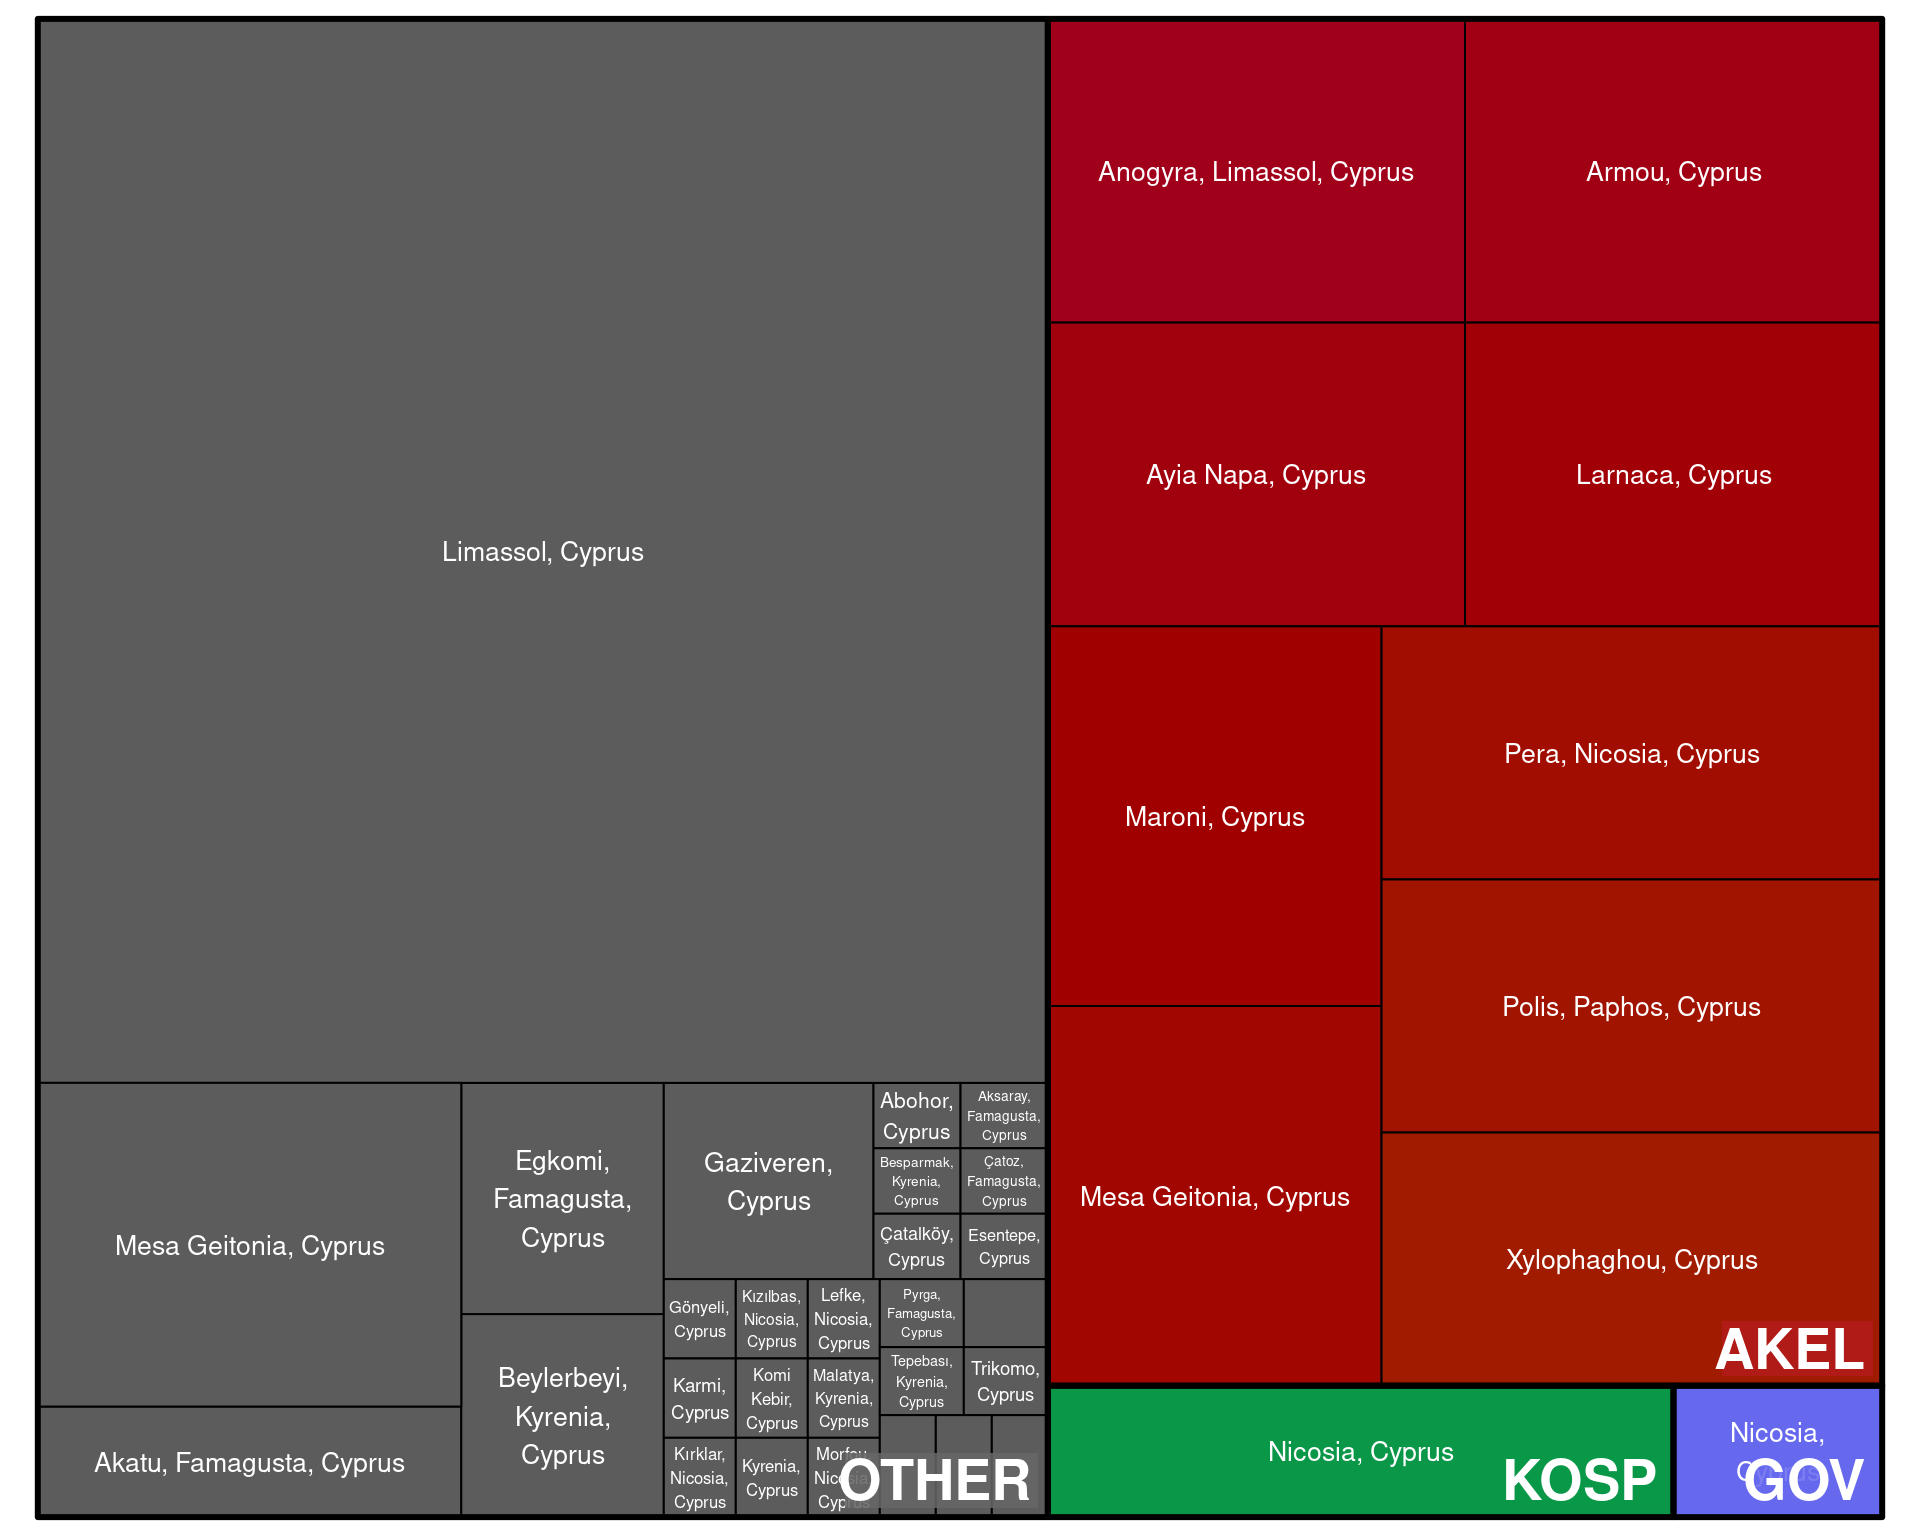 Limassol, Cyprus
Mesa Geitonia, Cyprus
Akatu, Famagusta, Cyprus
Egkomi,
Famagusta,
Cyprus
Beylerbeyi,
Kyrenia,
Cyprus
Gaziveren,
Cyprus
Abohor,
Cyprus
Aksaray,
Famagusta,
Cyprus
Besparmak,
Kyrenia,
Cyprus
Çatoz,
Famagusta,
Cyprus
Çatalköy,
Cyprus
Esentepe,
Cyprus
Gönyeli,
Cyprus
Kızılbas,
Nicosia,
Cyprus
Lefke,
Nicosia,
Cyprus
Karmi,
Cyprus
Komi
Kebir,
Cyprus
Malatya,
Kyrenia,
Cyprus
Kırklar,
Nicosia,
Cyprus
Kyrenia,
Cyprus
Pyrga,
Famagusta,
Cyprus
Tepebası,
Kyrenia,
Cyprus
Trikomo,
Cyprus
OTHER
Anogyra, Limassol, Cyprus
Armou, Cyprus
Ayia Napa, Cyprus
Larnaca, Cyprus
Maroni, Cyprus
Pera, Nicosia, Cyprus
Polis, Paphos, Cyprus
Mesa Geitonia, Cyprus
Xylophaghou, Cyprus
AKEL
Nicosia, Cyprus
KOSP
Nicosia,
GOV